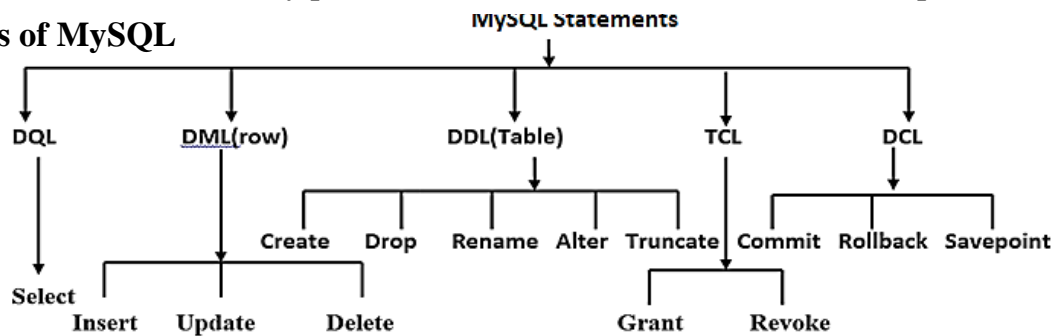 MySQL Statements
s of MySQL
DQL DML(row) DDL(Table) TCL DCL
Create Drop Rename Alter Truncate Commit Rollback Savepoint
Select
Insert Update Delete Grant Revoke